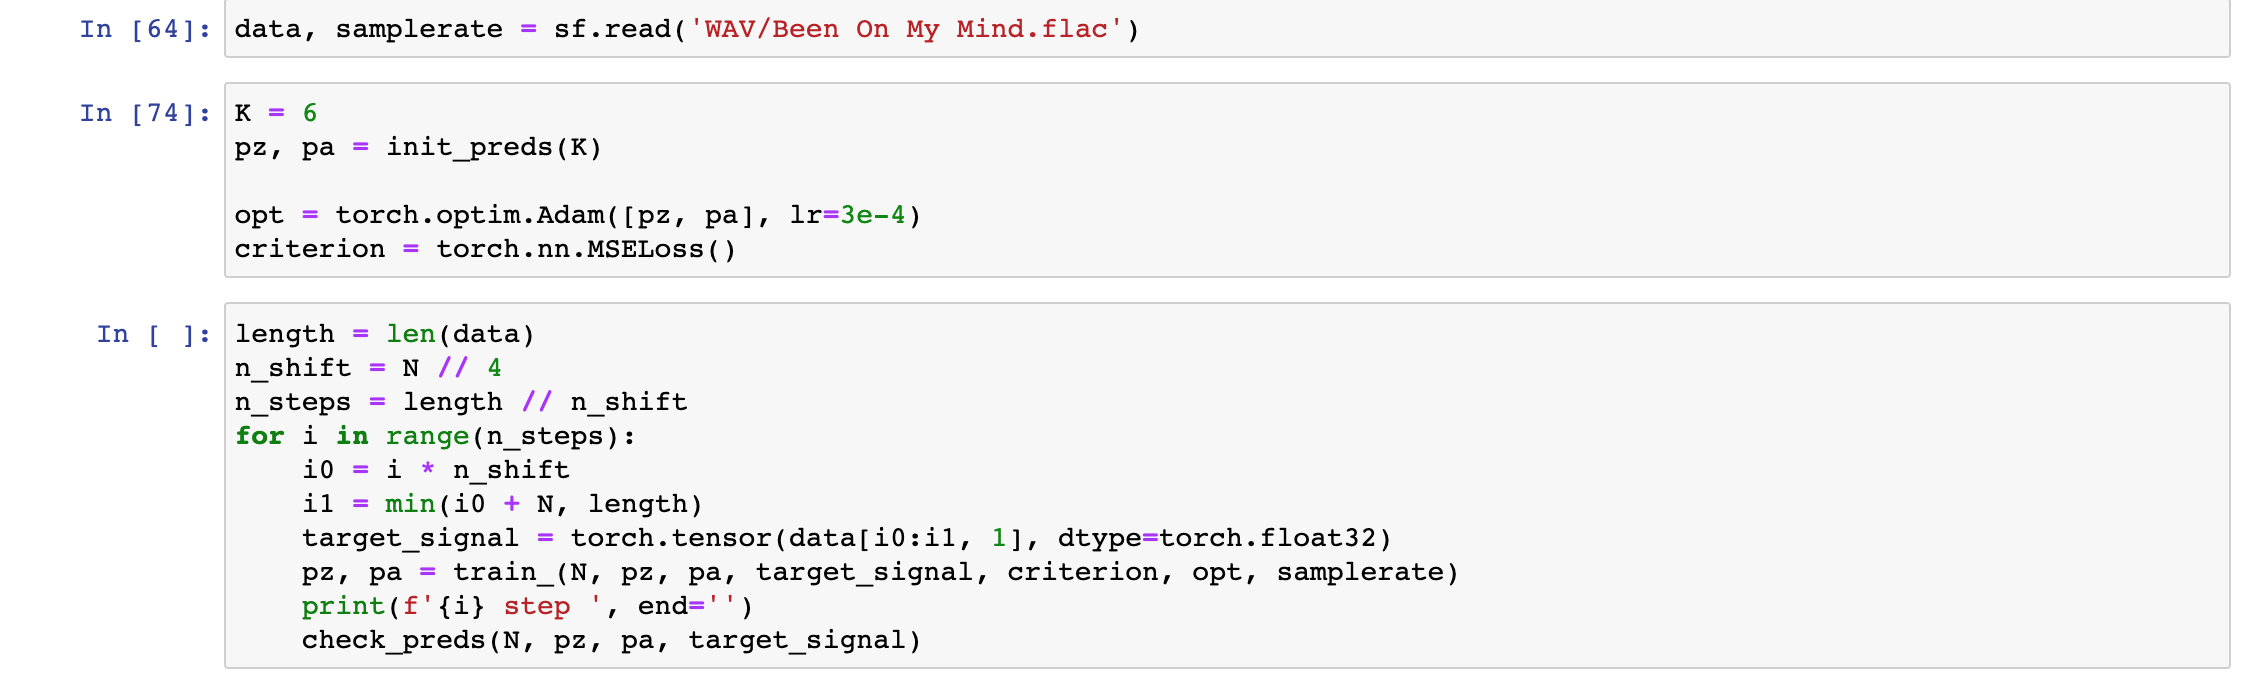 In [64]: data, samplerate = sf.read('WAV/Been On My Mind.flac')
In [74]: K = 6
pz, pa = init_preds(K)
opt = torch.optim.Adam([pz, pa], lr=3e-4)
criterion = torch.nn.MSELoss()
In [ ]: length = len(data)
n_shift = N // 4
n_steps = length // n_shift
for i in range(n_steps):
    i0 = i * n_shift
    i1 = min(i0 + N, length)
    target_signal = torch.tensor(data[i0:i1, 1], dtype=torch.float32)
    pz, pa = train_(N, pz, pa, target_signal, criterion, opt, samplerate)
    print(f'{i} step ', end='')
    check_preds(N, pz, pa, target_signal)